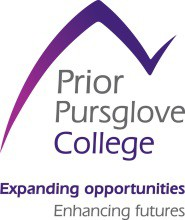 Prior
Pursglove
College
Expanding opportunities
Enhancing futures